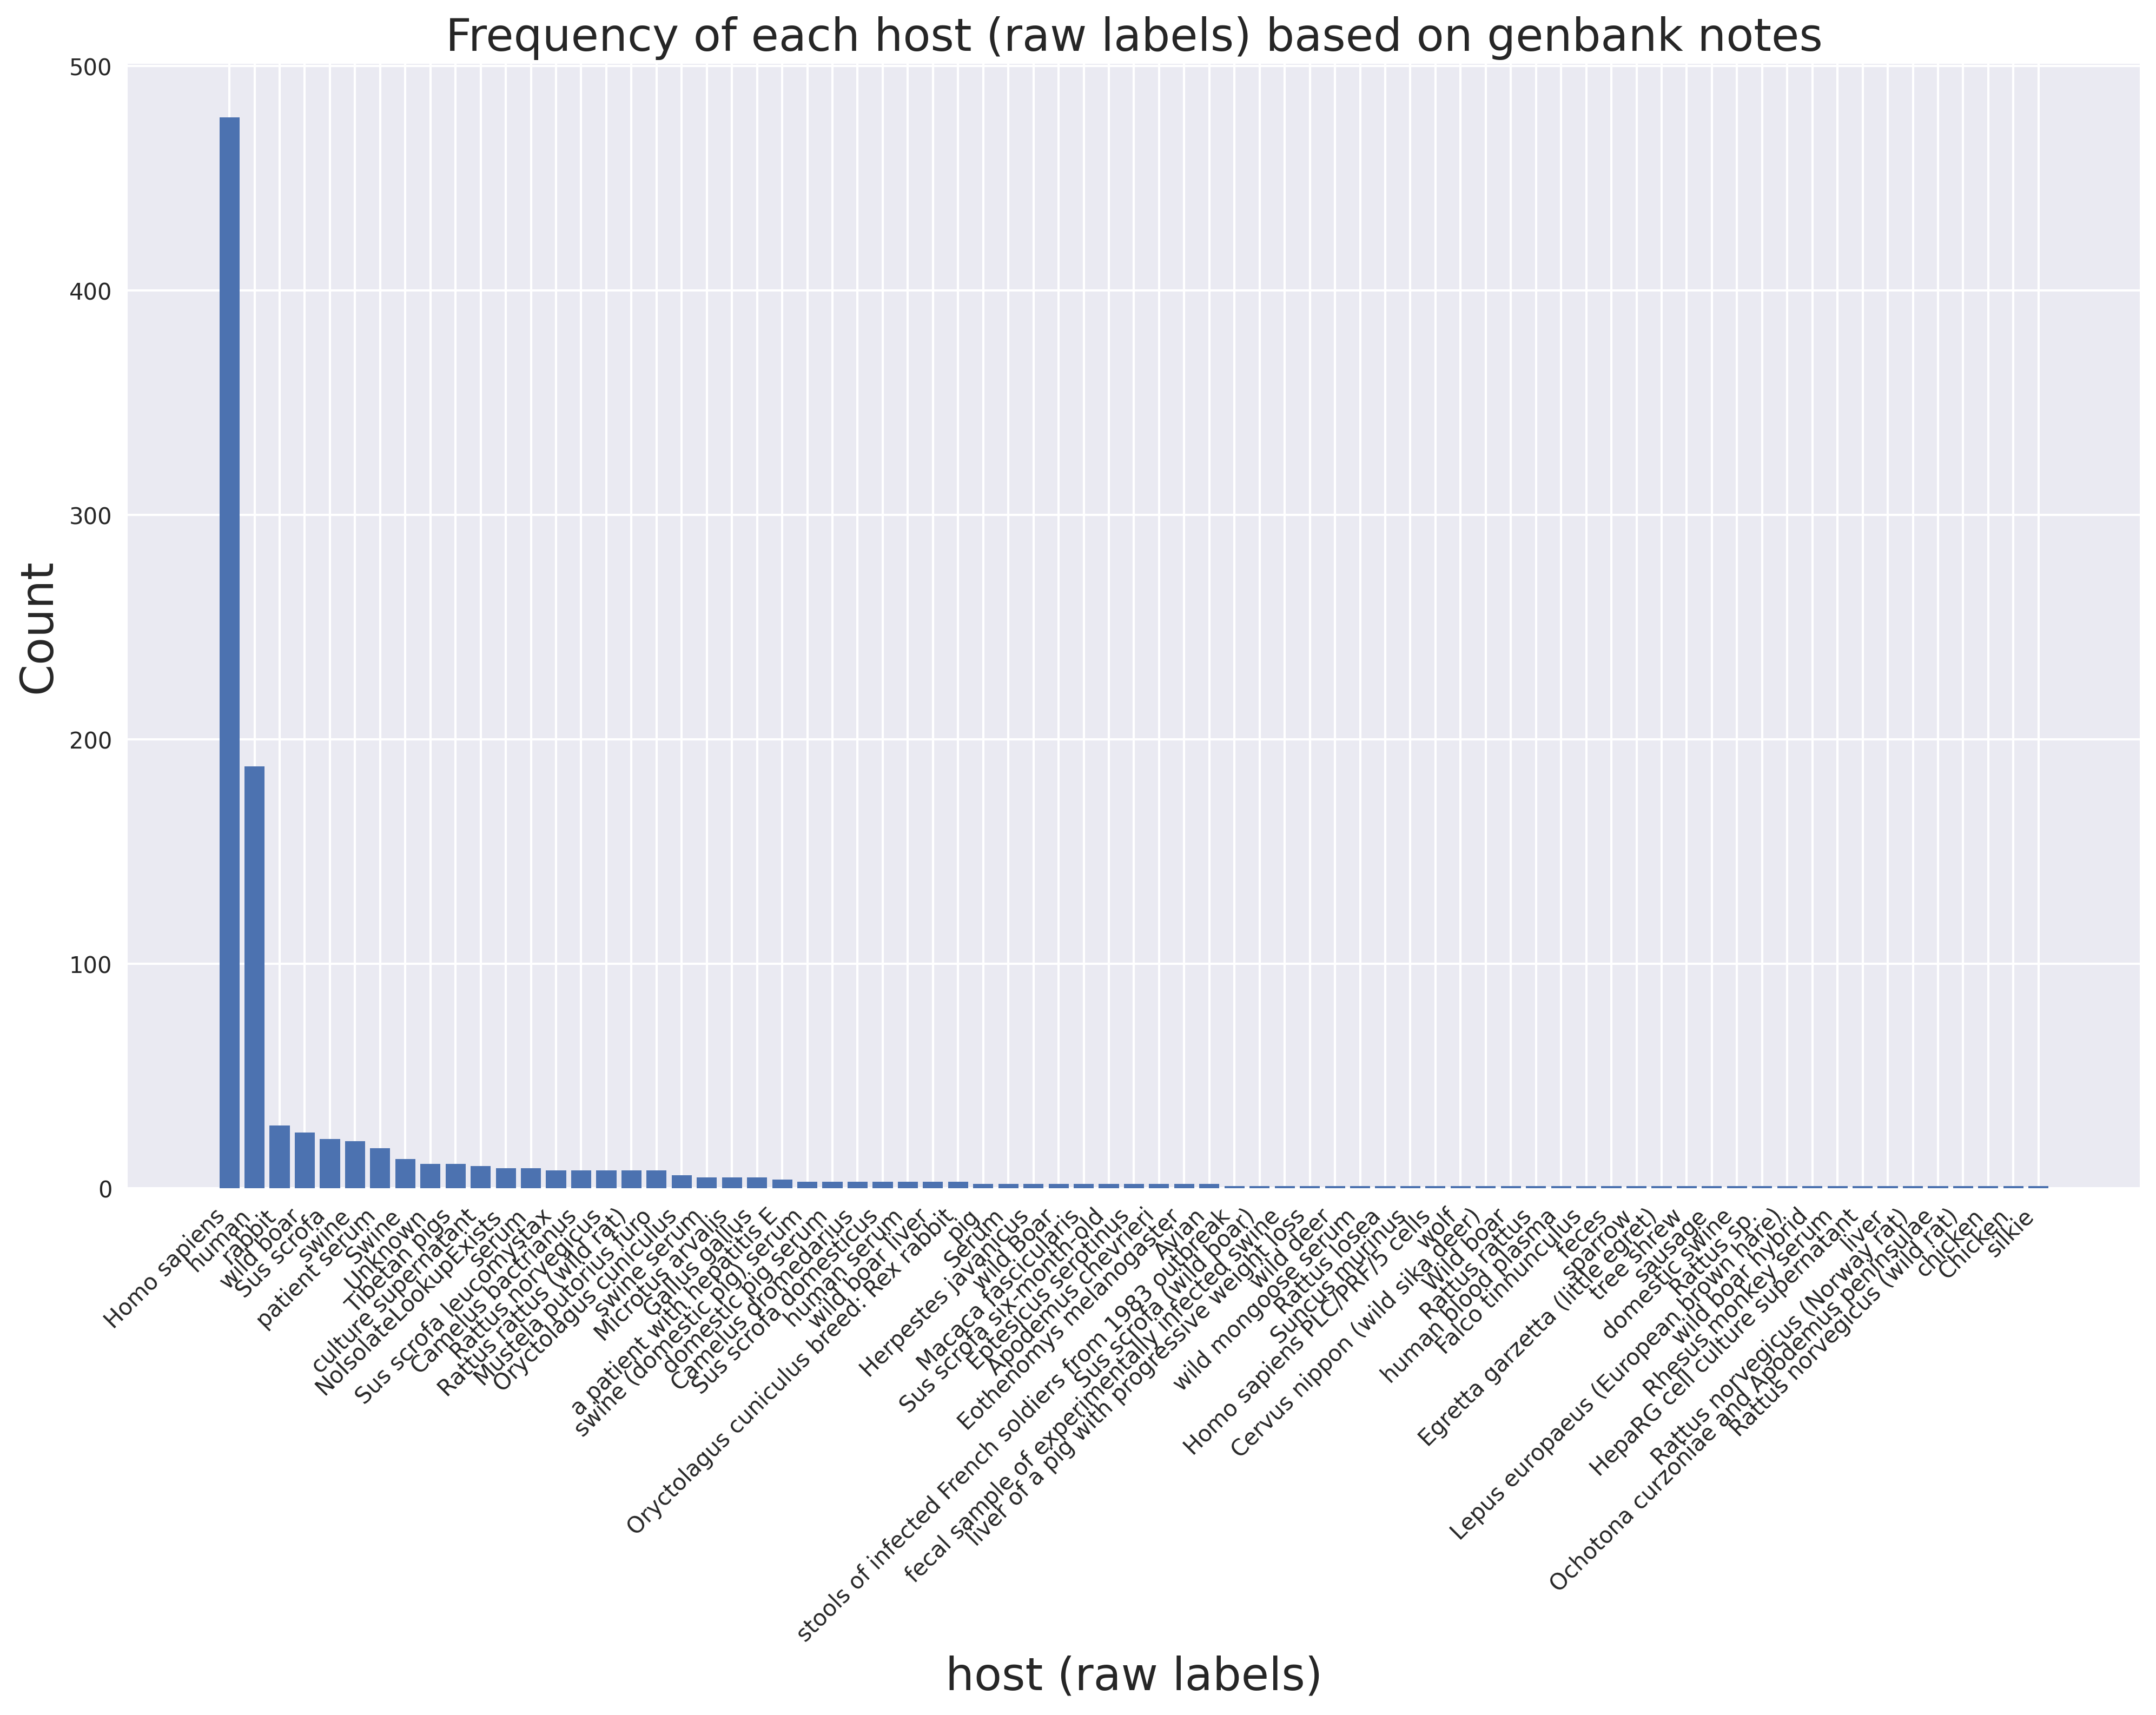 Frequency of each host (raw labels) based on genbank notes
500
400
300
200
100
0
Count
Homo sapiens
human
rabbit
wild boar
Sus scrofa
swine
patient serum
Swine
Unknown
Tibetan pigs
culture supernatant
NoIsolateLookupExists
serum
Sus scrofa leucomystax
Camelus bactrianus
Rattus norvegicus
Rattus rattus (wild rat)
Mustela putorius furo
Oryctolagus cuniculus
swine serum
Microtus arvalis
Gallus gallus
a patient with hepatitis E
swine (domestic pig) serum
domestic pig serum
Camelus dromedarius
Sus scrofa domesticus
human serum
wild boar liver
Oryctolagus cuniculus breed: Rex rabbit
pig
Serum
Herpestes javanicus
wild Boar
Macaca fascicularis
Sus scrofa six-month-old
Eptesicus serotinus
Apodemus chevrieri
Eothenomys melanogaster
Avian
stools of infected French soldiers from 1983 outbreak
Sus scrofa (wild boar)
fecal sample of experimentally infected swine
liver of a pig with progressive weight loss
wild deer
wild mongoose serum
Rattus losea
Suncus murinus
Homo sapiens PLC/PRF/5 cells
wolf
Cervus nippon (wild sika deer)
Wild boar
Rattus rattus
human blood plasma
Falco tinnunculus
feces
sparrow
Egretta garzetta (little egret)
tree shrew
sausage
domestic swine
Rattus sp.
Lepus europaeus (European brown hare)
wild boar hybrid
Rhesus monkey serum
HepaRG cell culture supernatant
liver
Rattus norvegicus (Norway rat)
Ochotona curzoniae and Apodemus peninsulae
Rattus norvegicus (wild rat)
chicken
Chicken
silkie
host (raw labels)